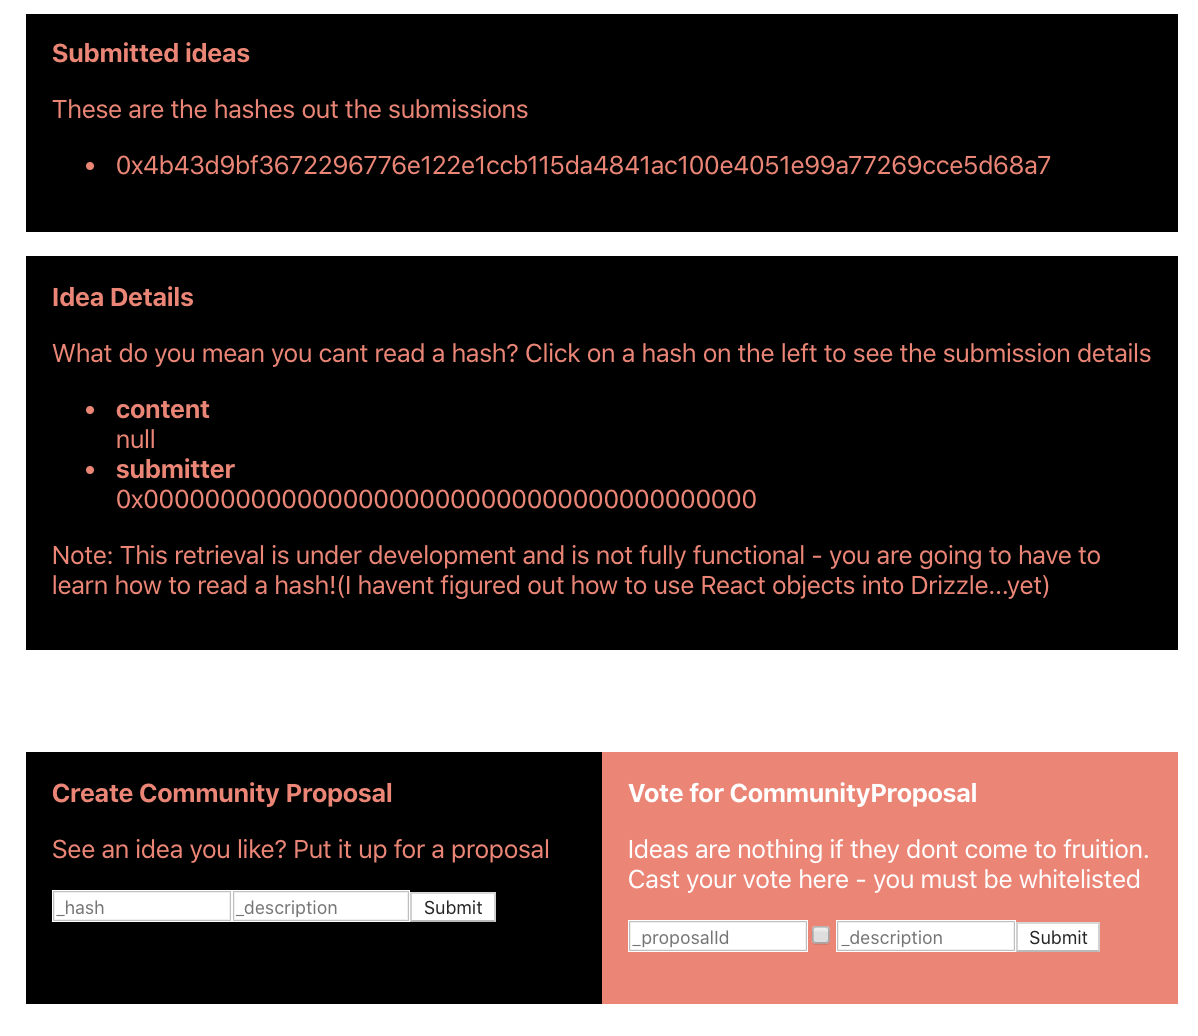 Submitted ideas
These are the hashes out the submissions
0x4b43d9bf3672296776e122e1ccb115da4841ac100e4051e99a77269cce5d68a7
Idea Details
What do you mean you cant read a hash? Click on a hash on the left to see the submission details
content
null
submitter
0x0000000000000000000000000000000000000000
Note: This retrieval is under development and is not fully functional - you are going to have to
learn how to read a hash!(I havent figured out how to use React objects into Drizzle...yet)
Create Community Proposal
See an idea you like? Put it up for a proposal
_hash _description Submit
Vote for CommunityProposal
Ideas are nothing if they dont come to fruition.
Cast your vote here - you must be whitelisted
_proposalId _description Submit